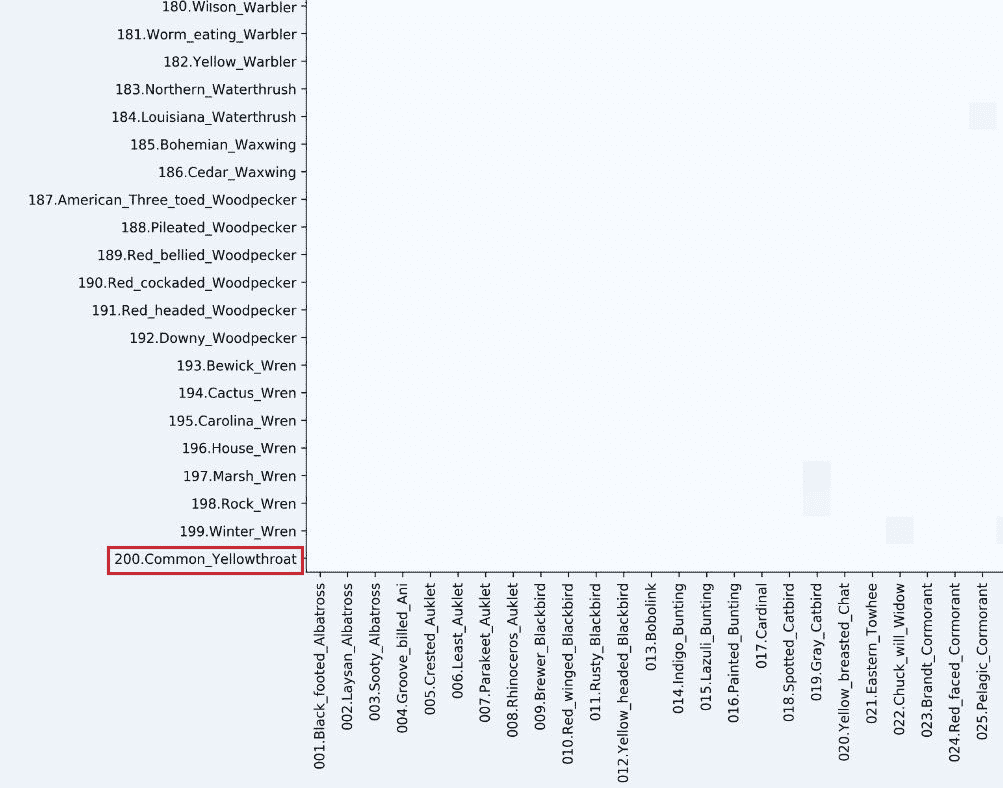 180.Wilson_Warbler
181.Worm_eating_Warbler
182.Yellow_Warbler
183.Northern_Waterthrush
184.Louisiana_Waterthrush
185.Bohemian_Waxwing
186.Cedar_Waxwing
187.American_Three_toed_Woodpecker
188.Pileated_Woodpecker
189.Red_bellied_Woodpecker
190.Red_cockaded_Woodpecker
191.Red_headed_Woodpecker
192.Downy_Woodpecker
193.Bewick_Wren
194.Cactus_Wren
195.Carolina_Wren
196.House_Wren
197.Marsh_Wren
198.Rock_Wren
199.Winter_Wren
200.Common_Yellowthroat
001.Black_footed_Albatross
002.Laysan_Albatross
003.Sooty_Albatross
004.Groove_billed_Ani
005.Crested_Auklet
006.Least_Auklet
007.Parakeet_Auklet
008.Rhinoceros_Auklet
009.Brewer_Blackbird
010.Red_winged_Blackbird
011.Rusty_Blackbird
012.Yellow_headed_Blackbird
013.Bobolink
014.Indigo_Bunting
015.Lazuli_Bunting
016.Painted_Bunting
017.Cardinal
018.Spotted_Catbird
019.Gray_Catbird
020.Yellow_breasted_Chat
021.Eastern_Towhee
022.Chuck_will_Widow
023.Brandt_Cormorant
024.Red_faced_Cormorant
025.Pelagic_Cormorant